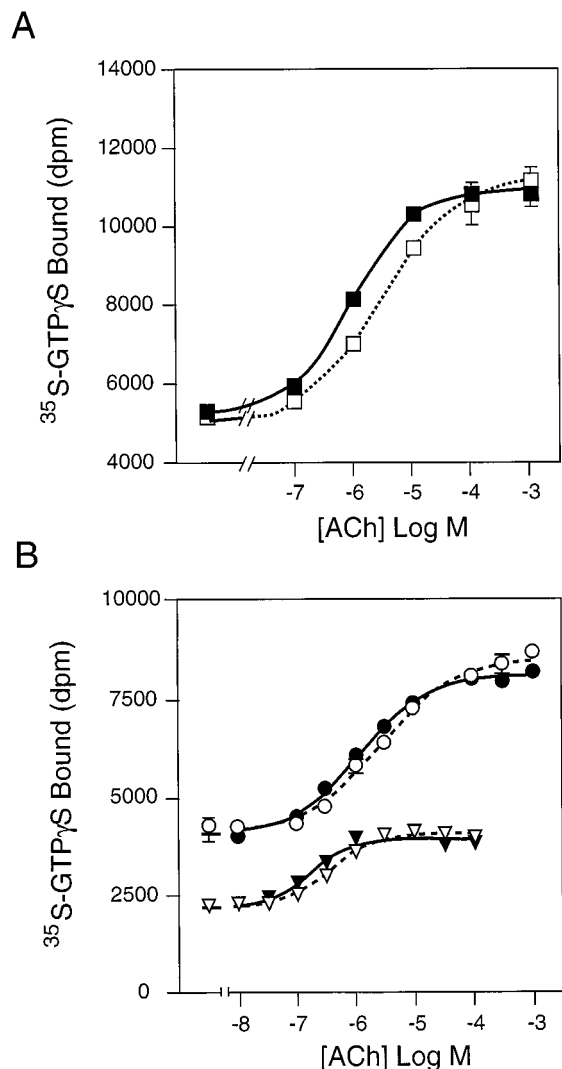 A
14000
12000
10000
8000
6000
4000
³⁵S-GTPγS Bound (dpm)
-7 -6 -5 -4 -3
[ACh] Log M
B
10000
7500
5000
2500
0
³⁵S-GTPγS Bound (dpm)
-8 -7 -6 -5 -4 -3
[ACh] Log M